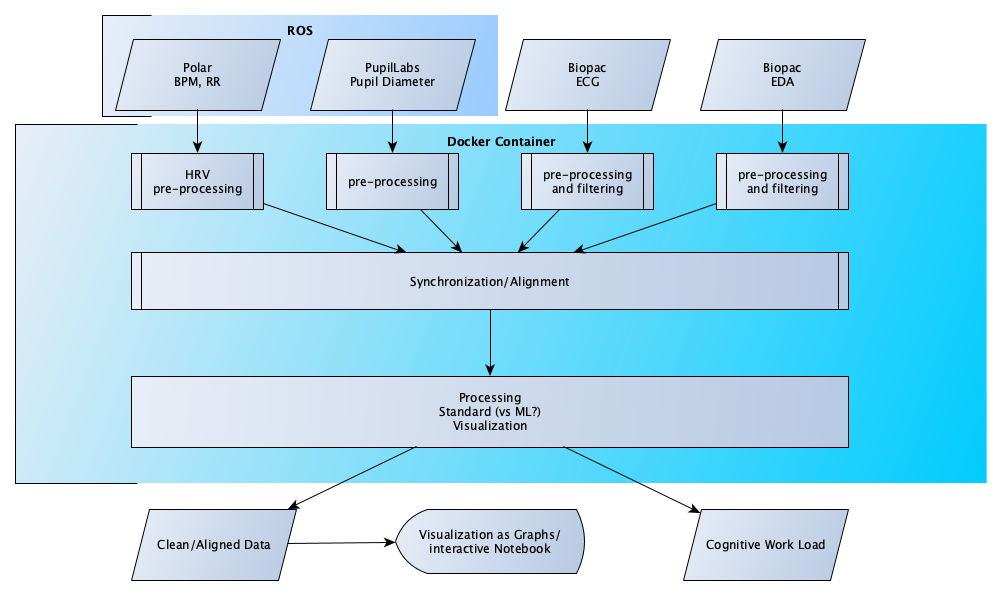 ROS
Polar
BPM, RR
PupilLabs
Pupil Diameter
Biopac
ECG
Biopac
EDA
Docker Container
HRV
pre-processing
pre-processing
pre-processing
and filtering
pre-processing
and filtering
Synchronization/Alignment
Processing
Standard (vs ML?)
Visualization
Clean/Aligned Data
Visualization as Graphs/
interactive Notebook
Cognitive Work Load